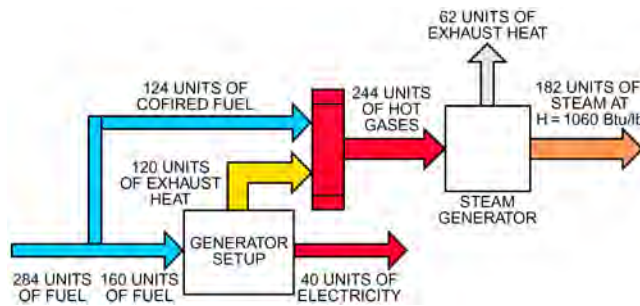 62 UNITS OF
EXHAUST HEAT
124 UNITS OF
COFIRED FUEL
244 UNITS
OF HOT
GASES
182 UNITS OF
STEAM AT
H = 1060 Btu/lb
120 UNITS
OF EXHAUST
HEAT
STEAM
GENERATOR
GENERATOR
SETUP
284 UNITS
OF FUEL
160 UNITS
OF FUEL
40 UNITS OF
ELECTRICITY